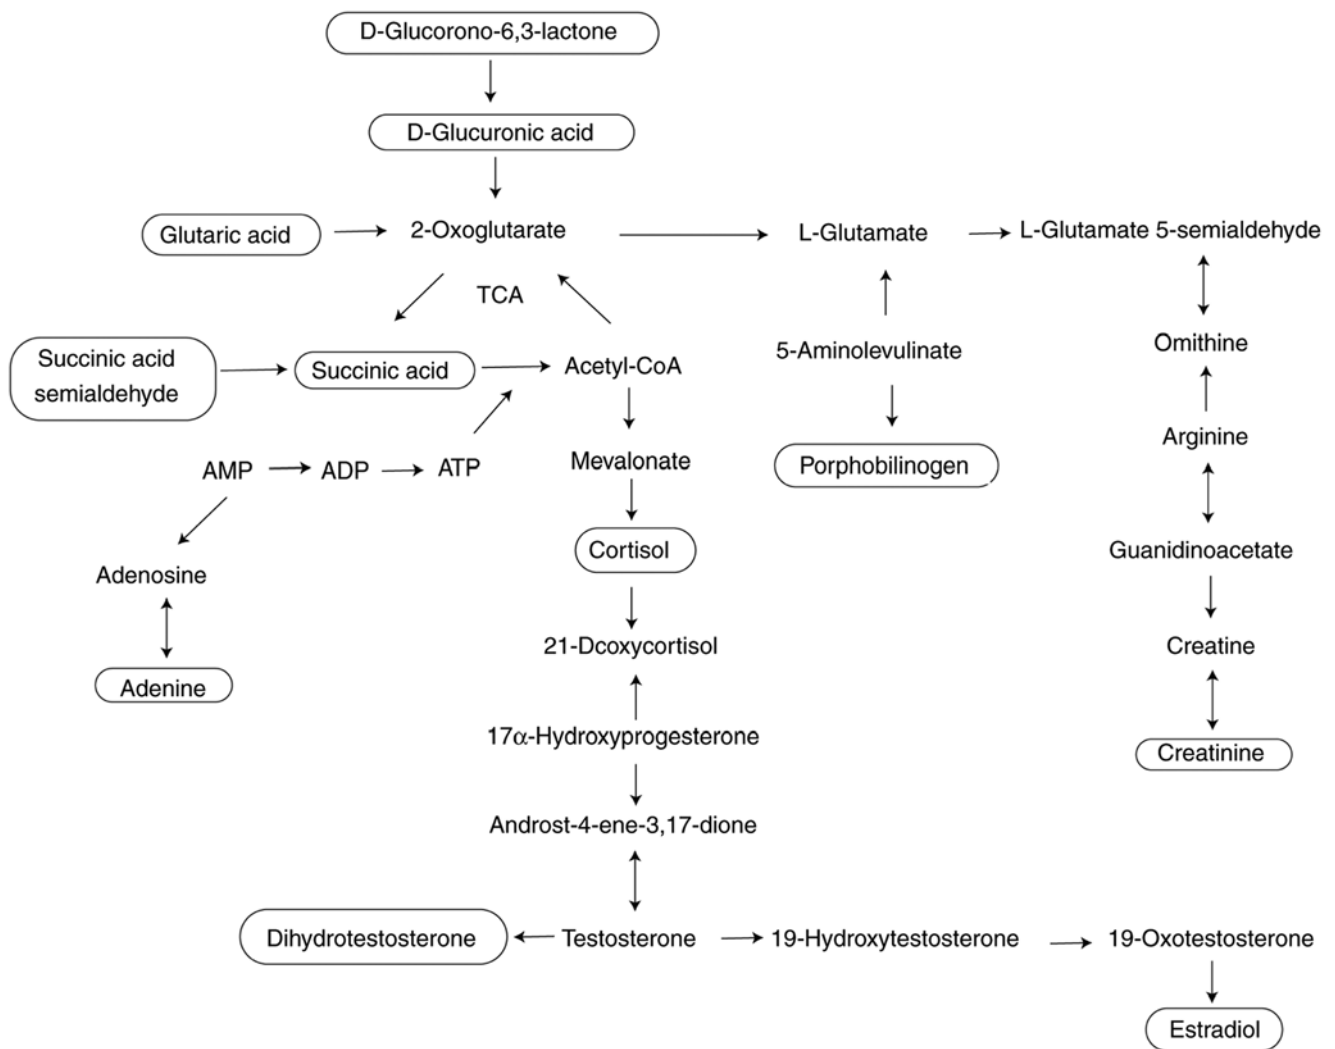 D-Glucorono-6,3-lactone
D-Glucuronic acid
Glutaric acid
2-Oxoglutarate
L-Glutamate
L-Glutamate 5-semialdehyde
TCA
Succinic acid
semialdehyde
Succinic acid
Acetyl-CoA
5-Aminolevulinate
Omithine
AMP
ADP
ATP
Mevalonate
Porphobilinogen
Arginine
Adenosine
Cortisol
Guanidinoacetate
Adenine
21-Dcoxycortisol
Creatine
17α-Hydroxyprogesterone
Creatinine
Androst-4-ene-3,17-dione
Dihydrotestosterone
Testosterone
19-Hydroxytestosterone
19-Oxotestosterone
Estradiol